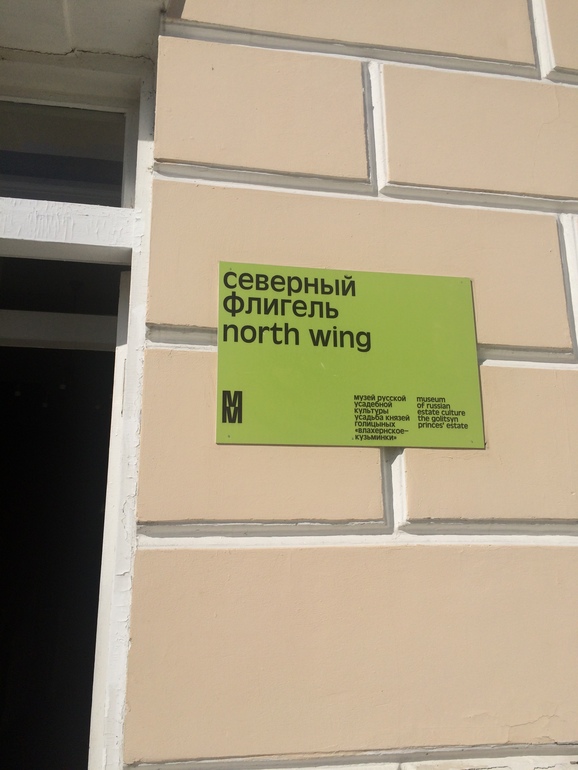 северный
флигель
north wing
музей русской
усадебной
культуры
усадьба князей
голицыных
«влахернское–
кузьминки»
museum
of russian
estate culture
the golitsyn
princes' estate